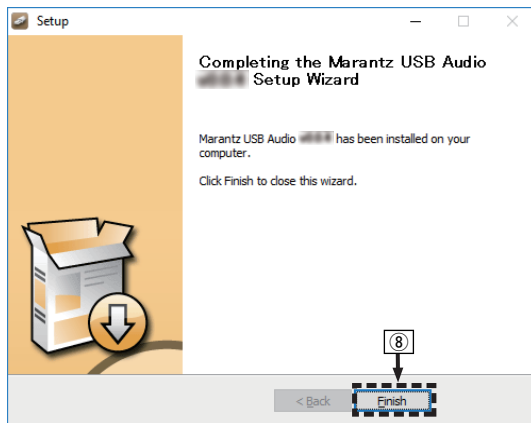 Setup
Completing the Marantz USB Audio
Setup Wizard
Marantz USB Audio has been installed on your
computer.
Click Finish to close this wizard.
⑧
< Back Finish